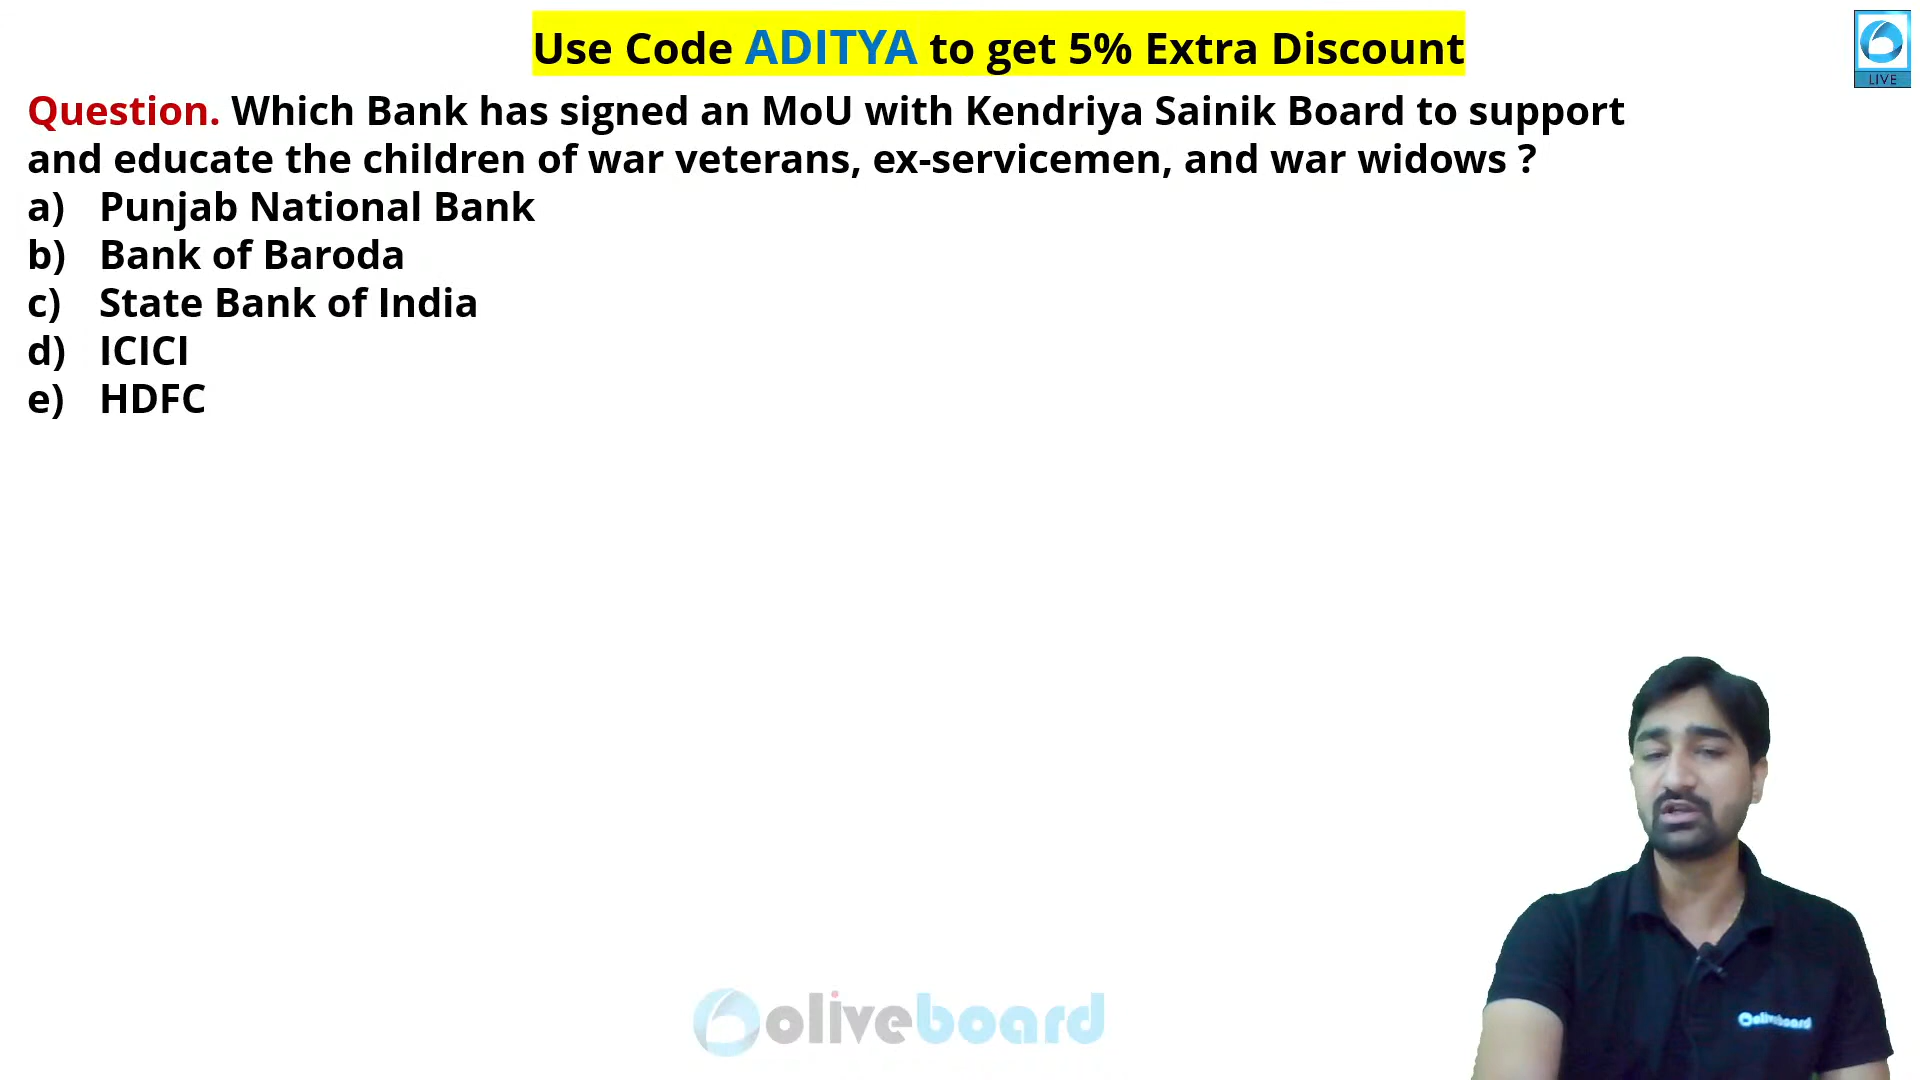 Use Code ADITYA to get 5% Extra Discount
LIVE
Question. Which Bank has signed an MoU with Kendriya Sainik Board to support
and educate the children of war veterans, ex-servicemen, and war widows ?
a) Punjab National Bank
b) Bank of Baroda
c) State Bank of India
d) ICICI
e) HDFC
oliveboard
oliveboard